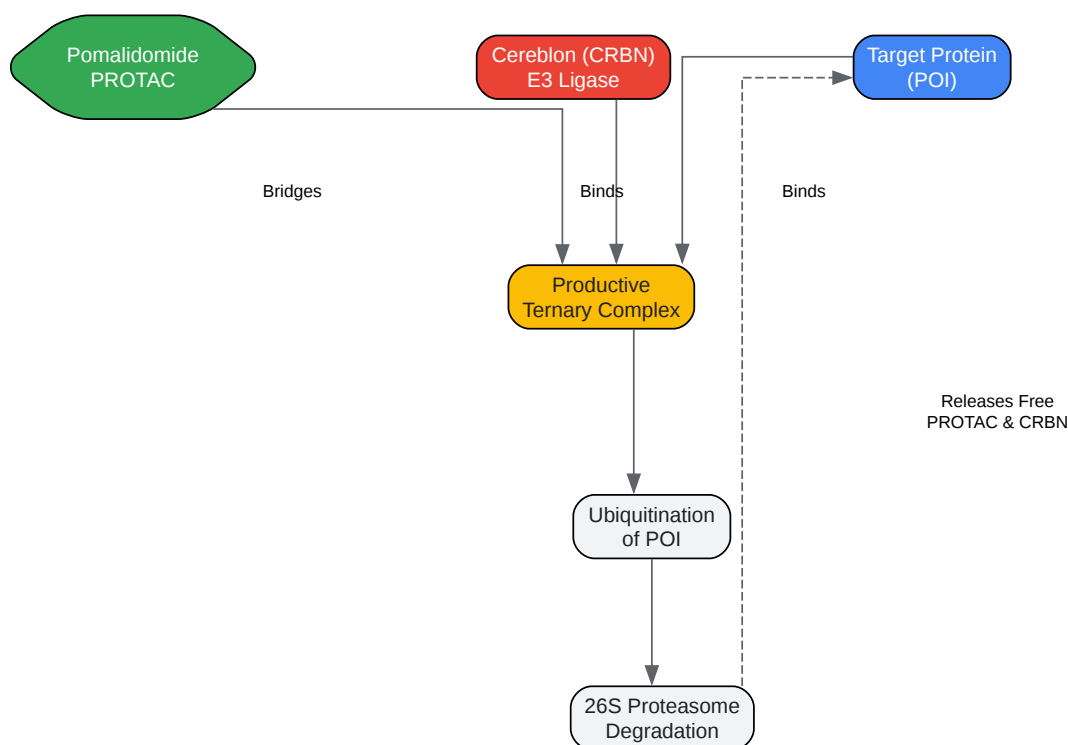 Pomalidomide
PROTAC
Cereblon (CRBN)
E3 Ligase
Target Protein
(POI)
Bridges
Binds
Binds
Productive
Ternary Complex
Releases Free
PROTAC & CRBN
Ubiquitination
of POI
26S Proteasome
Degradation